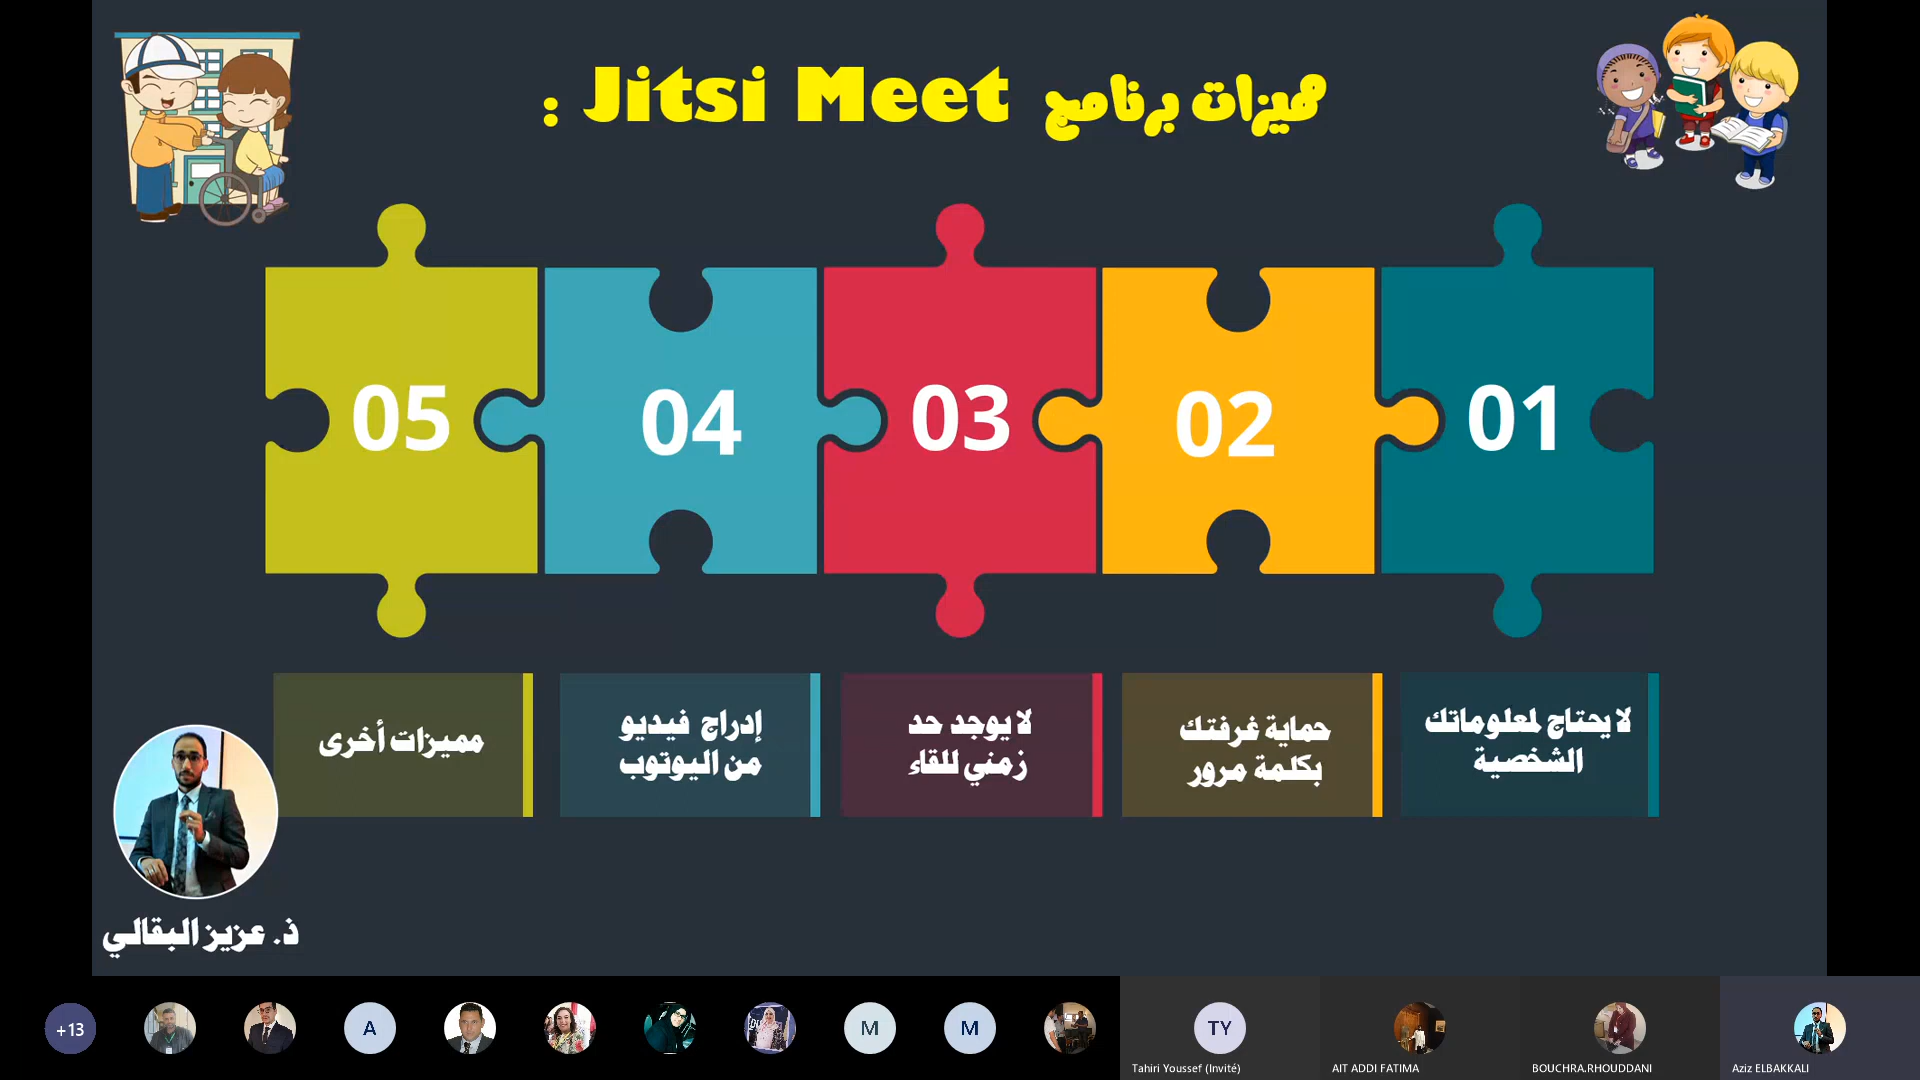 مميزات برنامج Jitsi Meet :
01
02
03
04
05
لا يحتاج لمعلوماتك
الشخصية
حماية غرفتك
بكلمة مرور
لا يوجد حد
زمني للقاء
إدراج فيديو
من اليوتوب
مميزات أخرى
ذ. عزيز البقالي
+13
A
M
M
TY
Tahiri Youssef (Invité)
AIT ADDI FATIMA
BOUCHRA.RHOUDDANI
Aziz ELBAKKALI